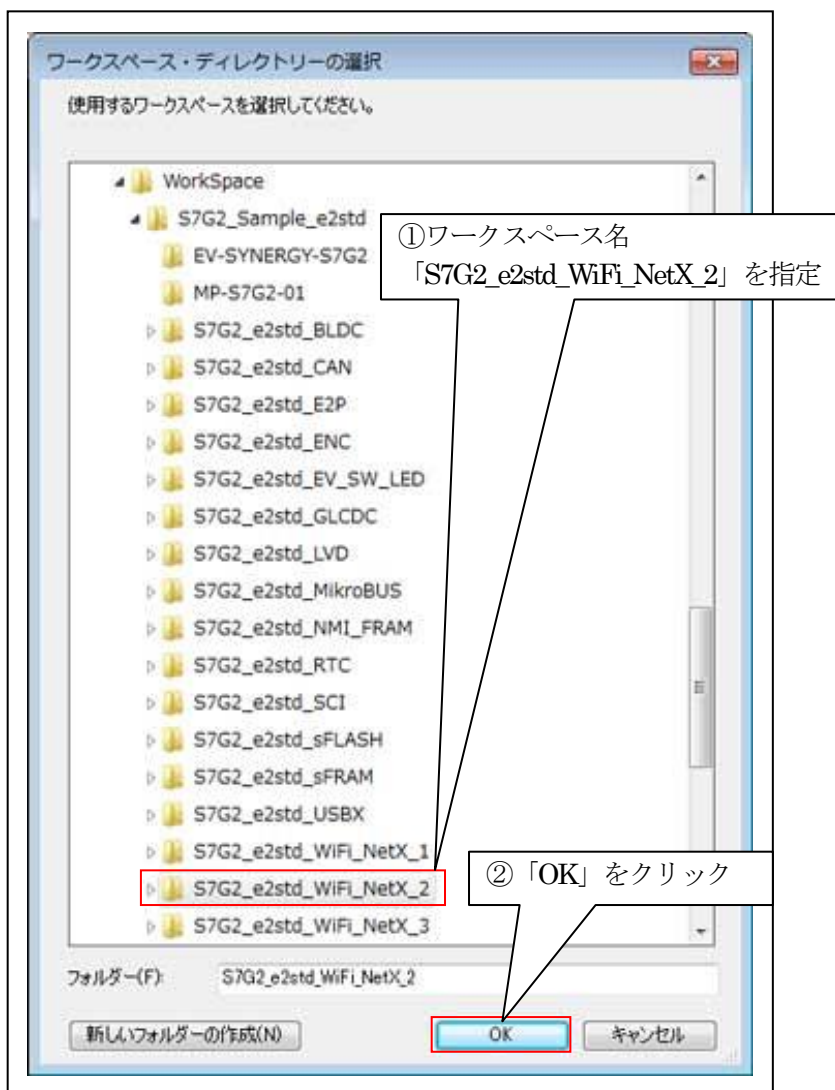 ワークスペース・ディレクトリーの選択
使用するワークスペースを選択してください。
WorkSpace
S7G2_Sample_e2std
①ワークスペース名
「S7G2_e2std_WiFi_NetX_2」を指定
EV-SYNERGY-S7G2
MP-S7G2-01
S7G2_e2std_BLDC
S7G2_e2std_CAN
S7G2_e2std_E2P
S7G2_e2std_ENC
S7G2_e2std_EV_SW_LED
S7G2_e2std_GLCDC
S7G2_e2std_LVD
S7G2_e2std_MikroBUS
S7G2_e2std_NMI_FRAM
S7G2_e2std_RTC
S7G2_e2std_SCI
S7G2_e2std_sFLASH
S7G2_e2std_sFRAM
S7G2_e2std_USBX
S7G2_e2std_WiFi_NetX_1
②「OK」をクリック
S7G2_e2std_WiFi_NetX_2
S7G2_e2std_WiFi_NetX_3
フォルダー(F): S7G2_e2std_WiFi_NetX_2
新しいフォルダーの作成(N) OK キャンセル